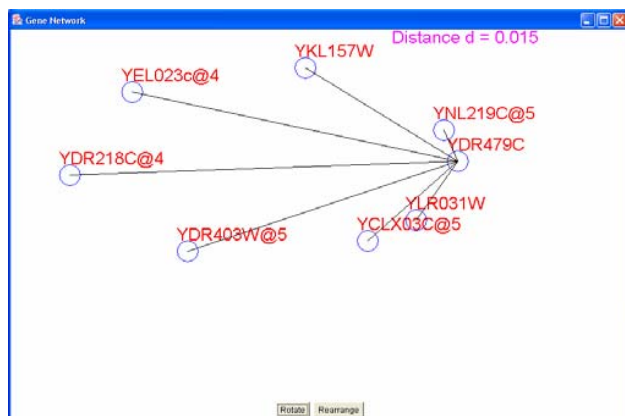 Gene Network
Distance d = 0.015
YKL157W
YEL023c@4
YNL219C@5
YDR479C
YDR218C@4
YLR031W
YCLX03C@5
YDR403W@5
Rotate Rearrange